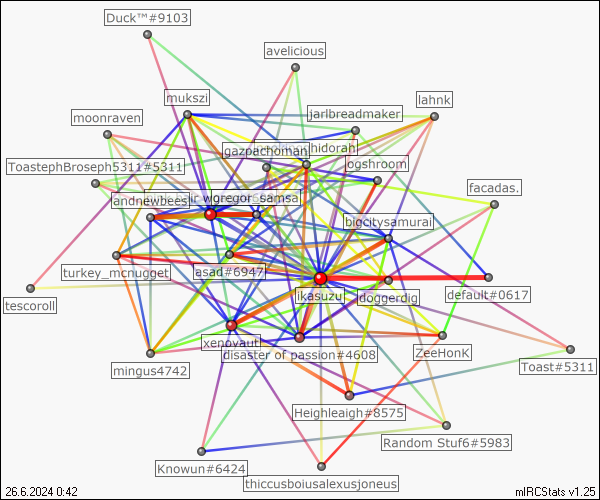 Duck™#9103
avelicious
mukszi
lahnk
jarlbreadmaker
moonraven
gazpachoman
hidorah
ToastephBroseph5311#5311
ogshroom
facadas.
andnewbees
gregor_samsa
bigcitysamurai
turkey_mcnugget
asad#6947
ikasuzu
doggerdig
default#0617
tescoroll
xenovaut
disaster or passion#4608
ZeeHonK
mingus4742
Toast#5311
Heighleaigh#8575
Random Stuf6#5983
Knowun#6424
thiccusboiusalexusjoneus
26.6.2024 0:42
mIRCStats v1.25